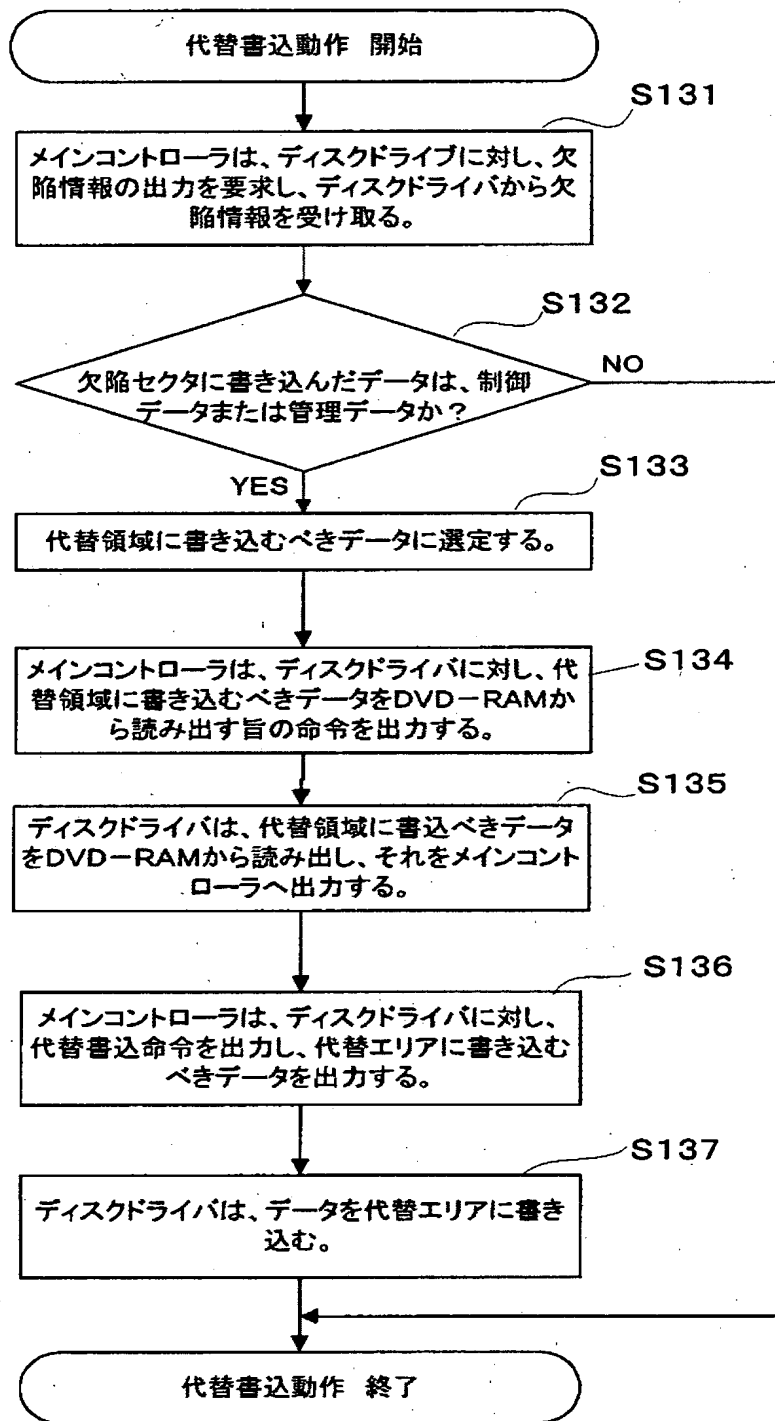 代替書込動作 開始
S131
メインコントローラは、ディスクドライブに対し、欠
陥情報の出力を要求し、ディスクドライバから欠
陥情報を受け取る。
S132
欠陥セクタに書き込んだデータは、制御
データまたは管理データか？
NO
YES
S133
代替領域に書き込むべきデータに選定する。
S134
メインコントローラは、ディスクドライバに対し、代
替領域に書き込むべきデータをDVD－RAMか
ら読み出す旨の命令を出力する。
S135
ディスクドライバは、代替領域に書込べきデータ
をDVD－RAMから読み出し、それをメインコント
ローラへ出力する。
S136
メインコントローラは、ディスクドライバに対し、
代替書込命令を出力し、代替エリアに書き込む
べきデータを出力する。
S137
ディスクドライバは、データを代替エリアに書き
込む。
代替書込動作 終了